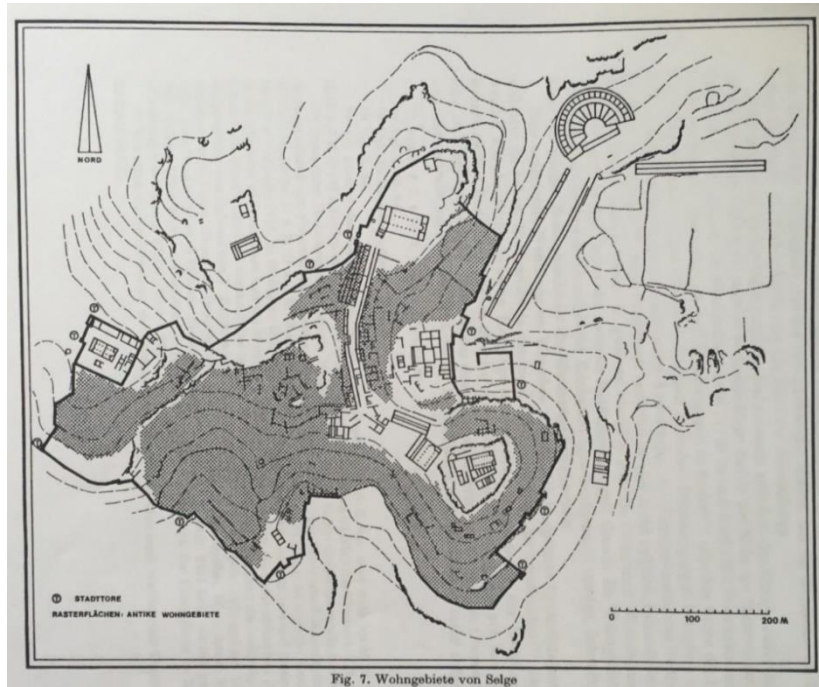 NORD
Ⓣ STADTTORE
RASTERFLÄCHEN: ANTIKE WOHNGEBIETE
0 100 200 M
Fig. 7. Wohngebiete von Selge